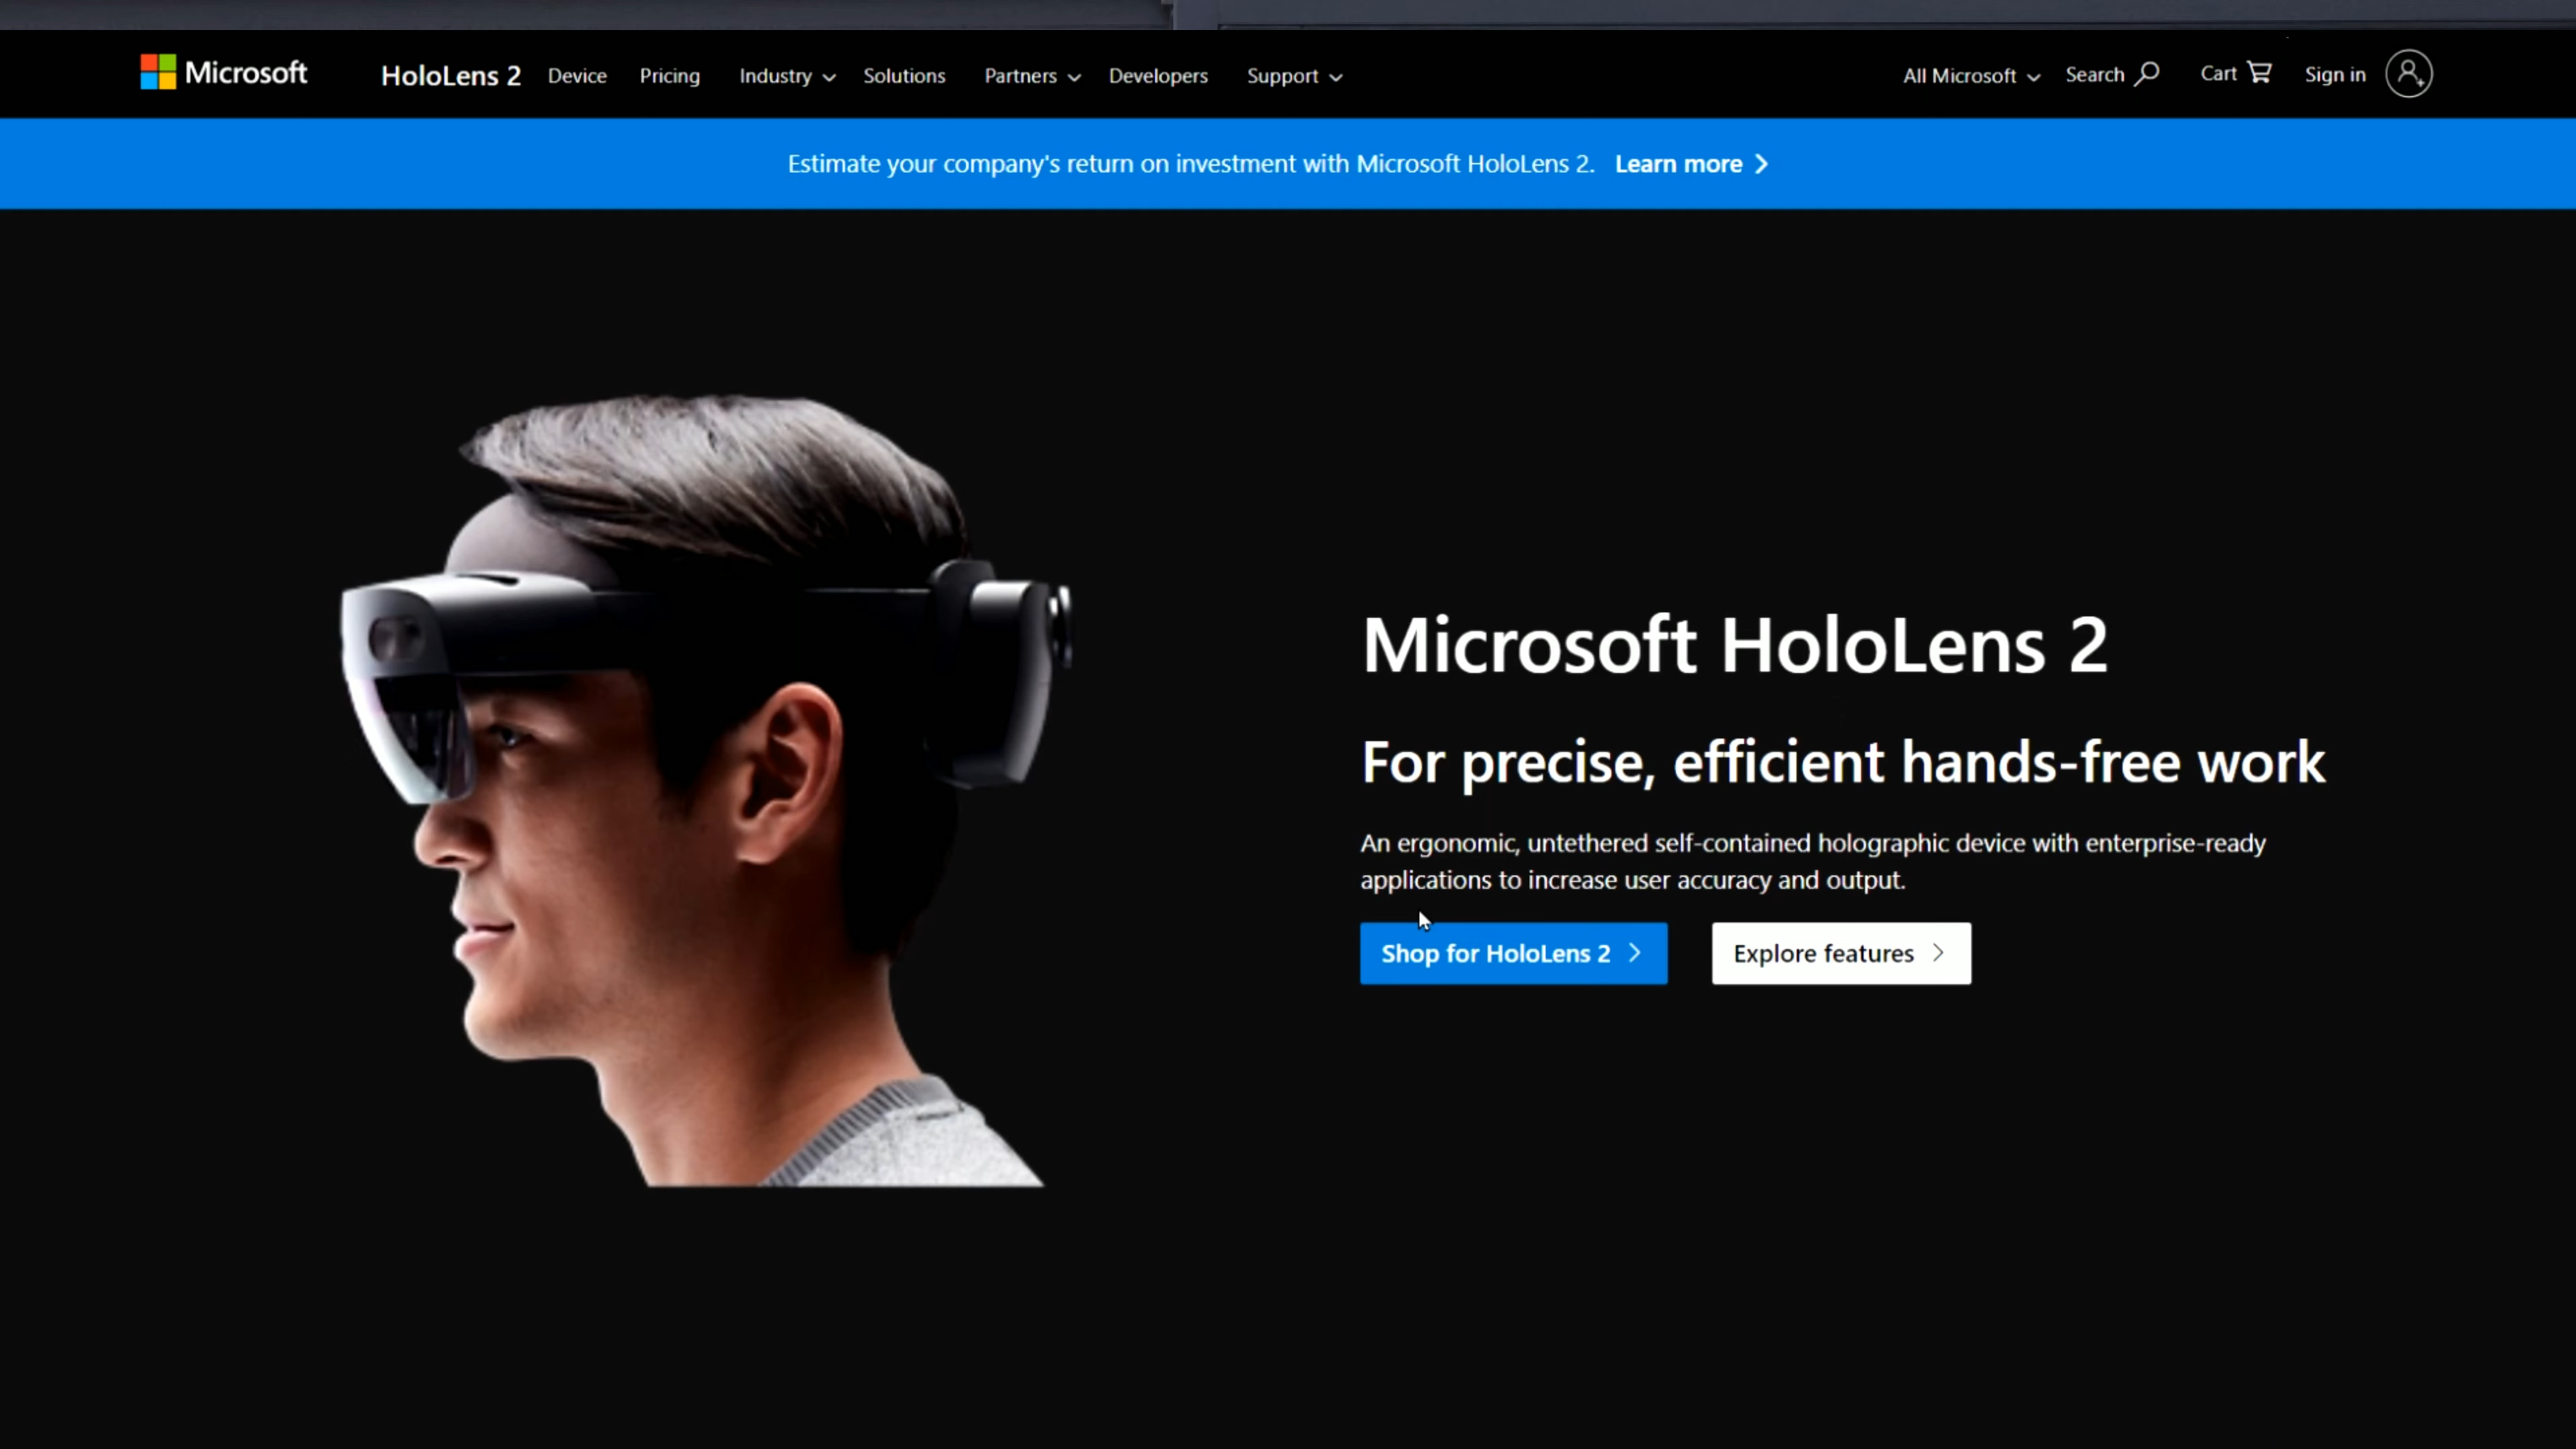 Microsoft
HoloLens 2 Device Pricing Industry Solutions Partners Developers Support
All Microsoft Search Cart Sign in
Estimate your company's return on investment with Microsoft HoloLens 2. Learn more
Microsoft HoloLens 2
For precise, efficient hands-free work
An ergonomic, untethered self-contained holographic device with enterprise-ready
applications to increase user accuracy and output.
Shop for HoloLens 2
Explore features